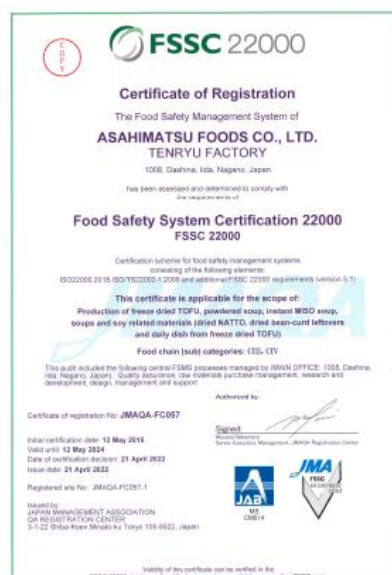 COPY
FSSC 22000
Certificate of Registration
The Food Safety Management System of
ASAHIMATSU FOODS CO., LTD.
TENRYU FACTORY
1008, Dashina, Iida, Nagano, Japan
has been assessed and determined to comply with
the requirements of
Food Safety System Certification 22000
FSSC 22000
Certification scheme for food safety management systems
consisting of the following elements:
ISO22000:2018, ISO/TS22002-1:2009 and additional FSSC 22000 requirements (version 5.1)
This certificate is applicable for the scope of:
Production of freeze dried TOFU, powdered soup, instant MISO soup,
soups and soy related materials (dried NATTO, dried bean-curd leftovers
and daily dish from freeze dried TOFU)
Food chain (sub) categories: CIII, CIV
This audit included the following central FSMS processes managed by (MAIN OFFICE: 1008, Dashina,
Iida, Nagano, Japan). Quality assurance, raw materials purchase management, research and
development, design, management and support
Authorized by:
Certificate of registration No: JMAQA-FC057
Signed:
Senior Executive Management, JMAQA Registration Center
Initial certification date: 13 May 2015
Valid until: 12 May 2024
Date of certification decision: 21 April 2022
Issue date: 21 April 2022
Registered site No.: JMAQA-FC057-1
Issued by:
JAPAN MANAGEMENT ASSOCIATION
QA REGISTRATION CENTER
3-1-22 Shiba-Koen Minato-ku Tokyo 105-8522, Japan
JAB
MS
CM014
JMA
FSSC
JMA
Validity of this certificate can be verified in the